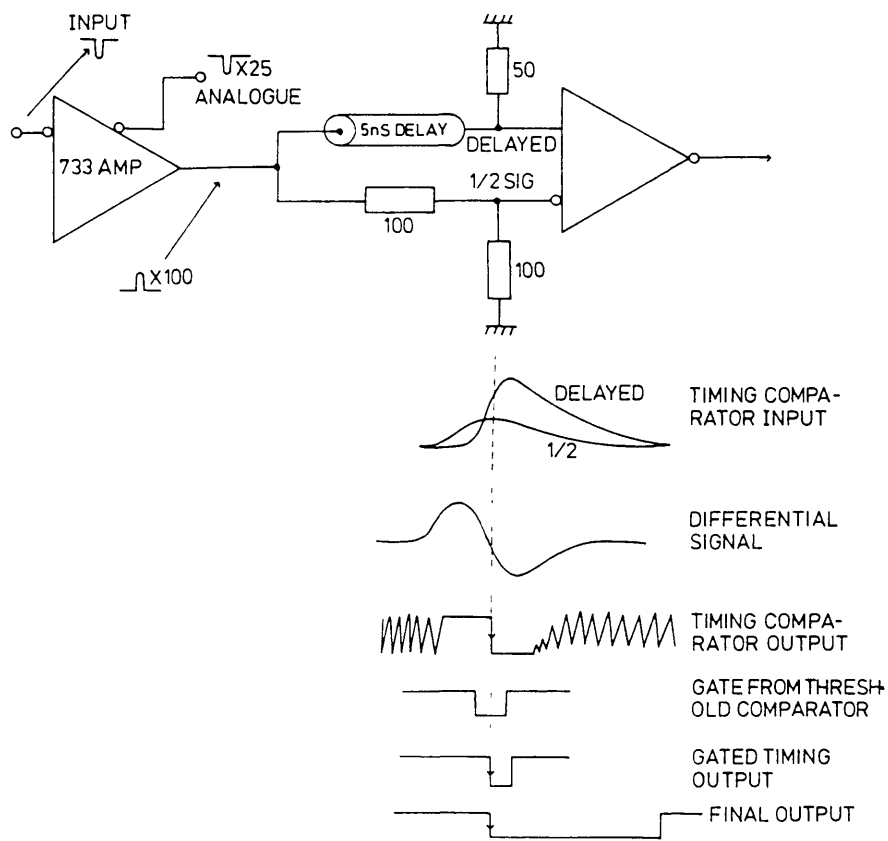 INPUT
X25
ANALOGUE
733 AMP
X100
5nS DELAY
50
DELAYED
1/2 SIG
100
100
DELAYED
1/2
TIMING COMPA-
RATOR INPUT
DIFFERENTIAL
SIGNAL
TIMING COMPA-
RATOR OUTPUT
GATE FROM THRESH-
OLD COMPARATOR
GATED TIMING
OUTPUT
FINAL OUTPUT